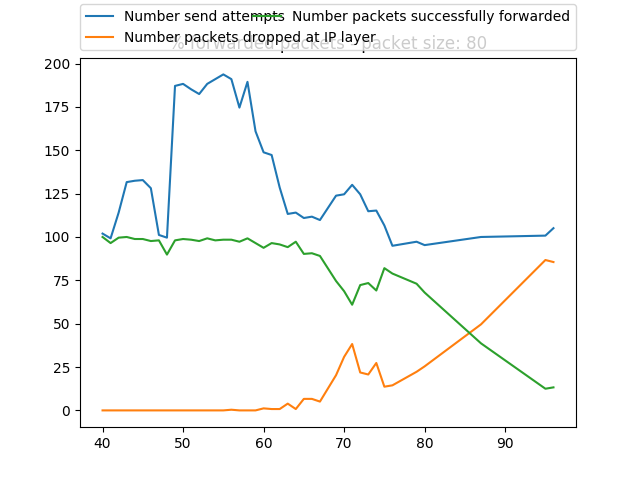 Number send attempts Number packets successfully forwarded
Number packets dropped at IP layer
% forwarded packets - packet size: 80
200
175
150
125
100
75
50
25
0
40 50 60 70 80 90